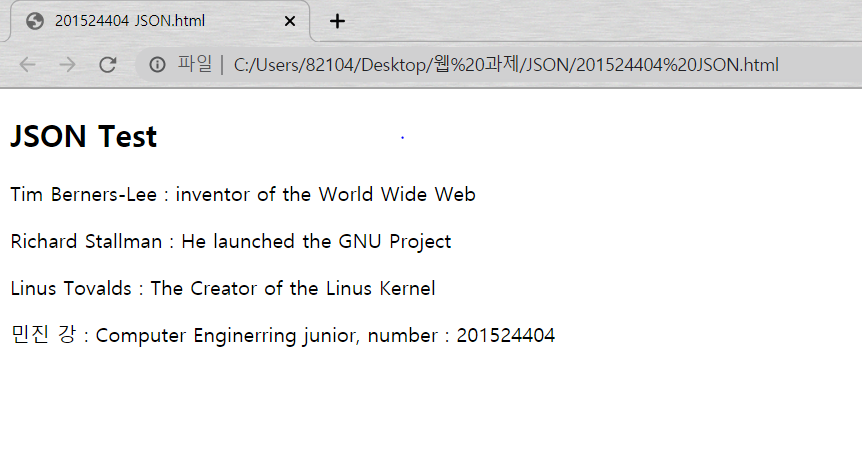 201524404 JSON.html
파일 | C:/Users/82104/Desktop/웹%20과제/JSON/201524404%20JSON.html
JSON Test
Tim Berners-Lee : inventor of the World Wide Web
Richard Stallman : He launched the GNU Project
Linus Tovalds : The Creator of the Linus Kernel
민진 강 : Computer Enginerring junior, number : 201524404